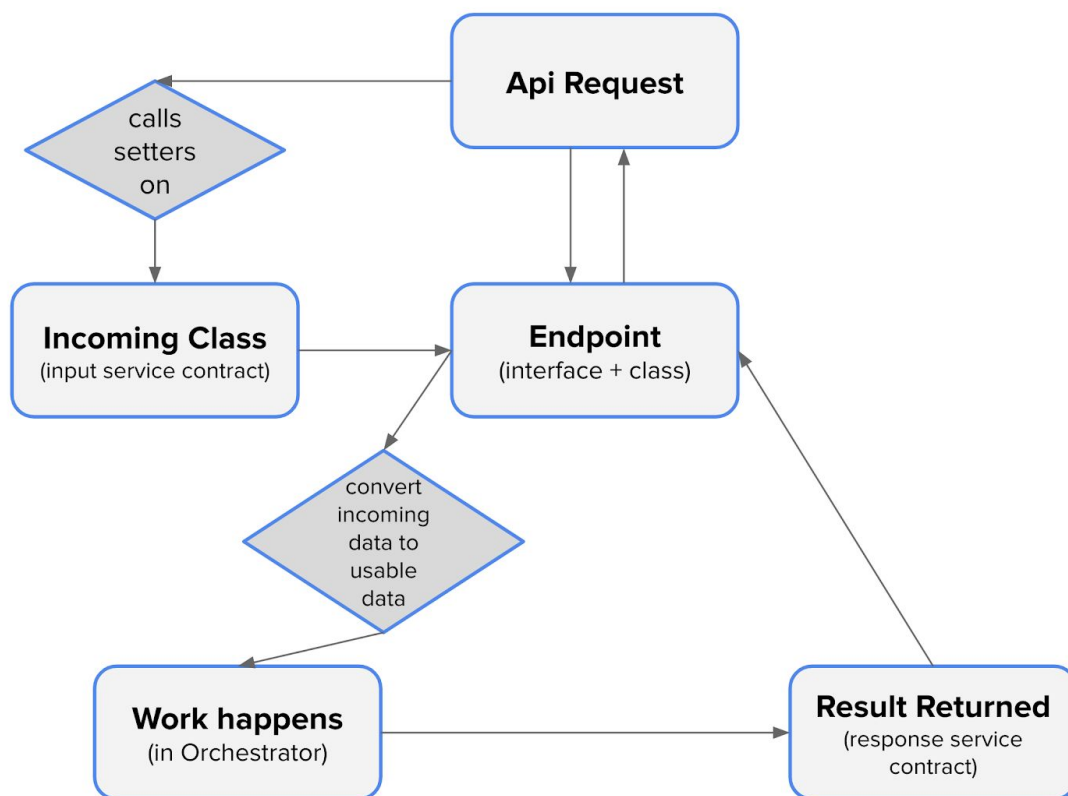 Api Request
calls
setters
on
Incoming Class
(input service contract)
Endpoint
(interface + class)
convert
incoming
data to
usable
data
Work happens
(in Orchestrator)
Result Returned
(response service
contract)